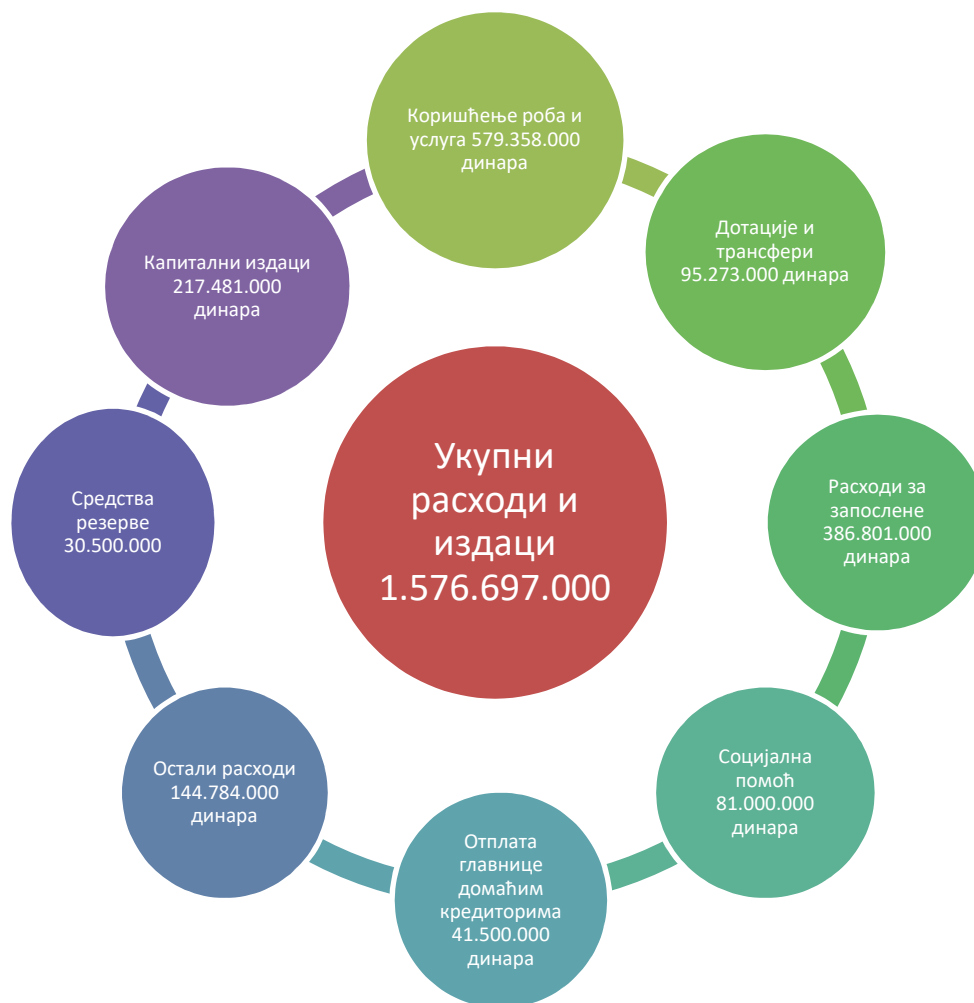 Коришћење роба и
услуга 579.358.000
динара
Дотације и
трансфери
95.273.000 динара
Расходи за
запослене
386.801.000
динара
Социјална
помоћ
81.000.000
динара
Отплата
главнице
домаћим
кредиторима
41.500.000
динара
Остали расходи
144.784.000
динара
Средства
резерве
30.500.000
Капитални издаци
217.481.000
динара
Укупни
расходи и
издаци
1.576.697.000